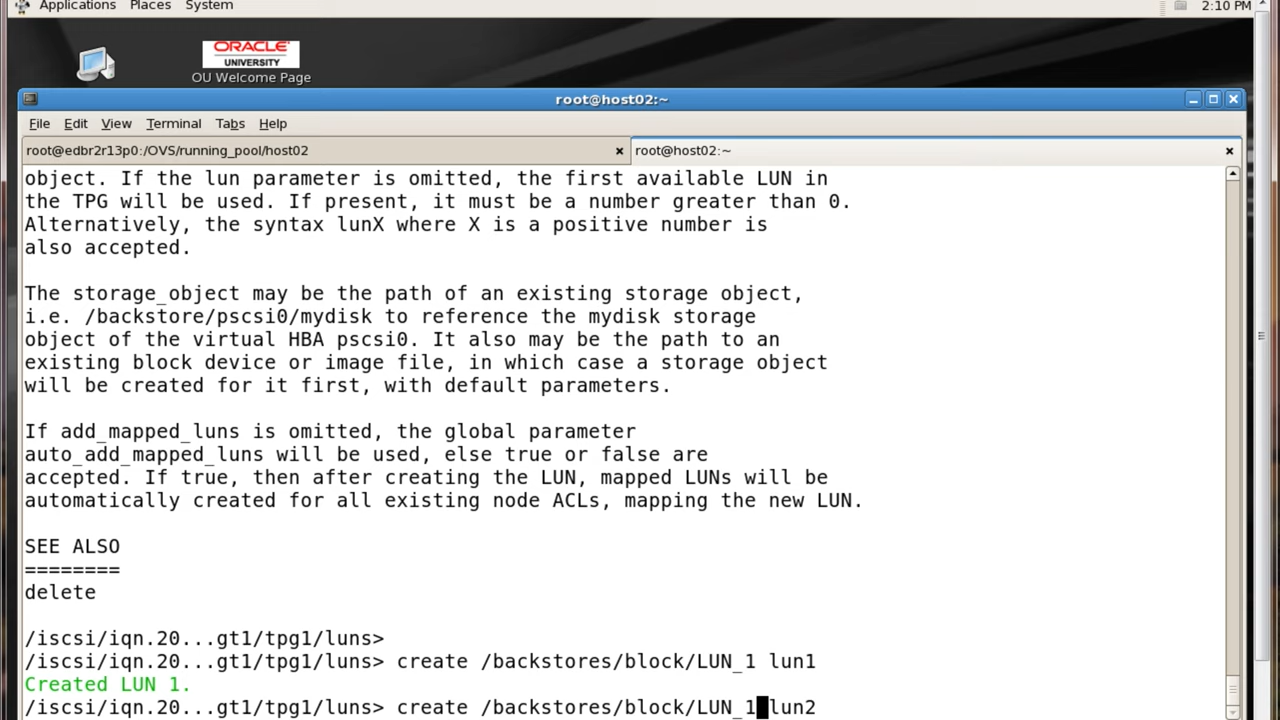 Applications Places System 2:10 PM
ORACLE
UNIVERSITY
OU Welcome Page
root@host02:~
File Edit View Terminal Tabs Help
root@edbr2r13p0:/OVS/running_pool/host02
root@host02:~
object. If the lun parameter is omitted, the first available LUN in
the TPG will be used. If present, it must be a number greater than 0.
Alternatively, the syntax lunX where X is a positive number is
also accepted.
The storage_object may be the path of an existing storage object,
i.e. /backstore/pscsi0/mydisk to reference the mydisk storage
object of the virtual HBA pscsi0. It also may be the path to an
existing block device or image file, in which case a storage object
will be created for it first, with default parameters.
If add_mapped_luns is omitted, the global parameter
auto_add_mapped_luns will be used, else true or false are
accepted. If true, then after creating the LUN, mapped LUNs will be
automatically created for all existing node ACLs, mapping the new LUN.
SEE ALSO
========
delete
/iscsi/iqn.20...gt1/tpg1/luns>
/iscsi/iqn.20...gt1/tpg1/luns> create /backstores/block/LUN_1 lun1
Created LUN 1.
/iscsi/iqn.20...gt1/tpg1/luns> create /backstores/block/LUN_1 lun2